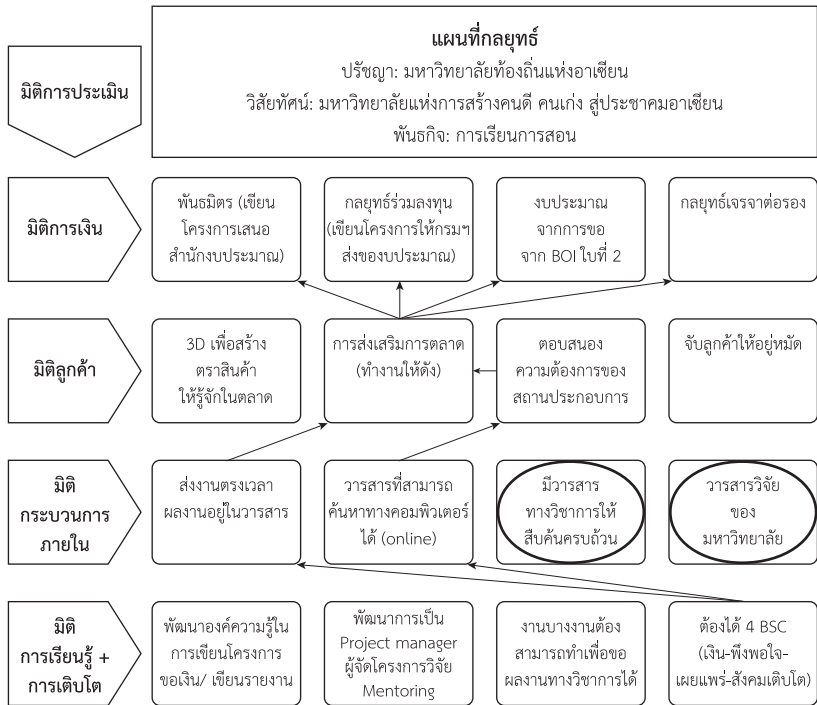 แผนที่กลยุทธ์
ปรัชญา: มหาวิทยาลัยท้องถิ่นแห่งอาเซียน
วิสัยทัศน์: มหาวิทยาลัยแห่งการสร้างคนดี คนเก่ง สู่ประชาคมอาเซียน
พันธกิจ: การเรียนการสอน
มิติการประเมิน
มิติการเงิน
พันธมิตร (เขียน
โครงการเสนอ
สำนักงบประมาณ)
กลยุทธ์ร่วมลงทุน
(เขียนโครงการให้กรมฯ
ส่งของบประมาณ)
งบประมาณ
จากการขอ
จาก BOI ใบที่ 2
กลยุทธ์เจรจาต่อรอง
มิติลูกค้า
3D เพื่อสร้าง
ตราสินค้า
ให้รู้จักในตลาด
การส่งเสริมการตลาด
(ทำงานให้ดัง)
ตอบสนอง
ความต้องการของ
สถานประกอบการ
จับลูกค้าให้อยู่หมัด
มิติ
กระบวนการ
ภายใน
ส่งงานตรงเวลา
ผลงานอยู่ในวารสาร
วารสารที่สามารถ
ค้นหาทางคอมพิวเตอร์
ได้ (online)
มีวารสาร
ทางวิชาการให้
สืบค้นครบถ้วน
วารสารวิจัย
ของ
มหาวิทยาลัย
มิติ
การเรียนรู้ +
การเติบโต
พัฒนาองค์ความรู้ใน
การเขียนโครงการ
ขอเงิน/ เขียนรายงาน
พัฒนาการเป็น
Project manager
ผู้จัดโครงการวิจัย
Mentoring
งานบางงานต้อง
สามารถทำเพื่อขอ
ผลงานทางวิชาการได้
ต้องได้ 4 BSC
(เงิน-พึงพอใจ-
เผยแพร่-สังคมเติบโต)